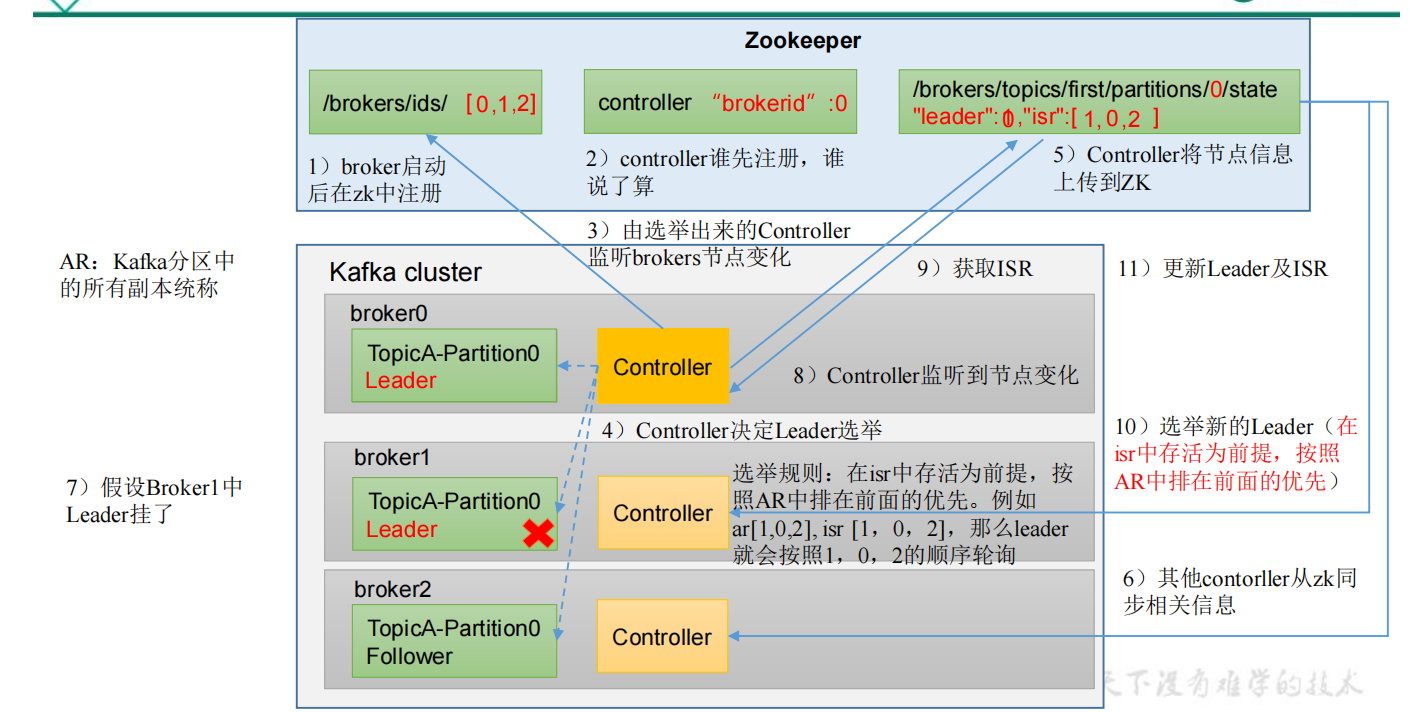 Zookeeper
/brokers/ids/ [0,1,2]
controller “brokerid”:0
/brokers/topics/first/partitions/0/state
"leader": ,"isr":[ 1,0,2 ]
1）broker启动
后在zk中注册
2）controller谁先注册，谁
说了算
5）Controller将节点信息
上传到ZK
3）由选举出来的Controller
监听brokers节点变化
AR：Kafka分区中
的所有副本统称
Kafka cluster
9）获取ISR
11）更新Leader及ISR
broker0
TopicA-Partition0
Leader
Controller
8）Controller监听到节点变化
4）Controller决定Leader选举
10）选举新的Leader（在
isr中存活为前提，按照
AR中排在前面的优先）
7）假设Broker1中
Leader挂了
broker1
TopicA-Partition0
Leader
Controller
选举规则：在isr中存活为前提，按
照AR中排在前面的优先。例如
ar[1,0,2], isr [1，0，2]，那么leader
就会按照1，0，2的顺序轮询
broker2
TopicA-Partition0
Follower
Controller
6）其他contorller从zk同
步相关信息
天下没有难学的技术